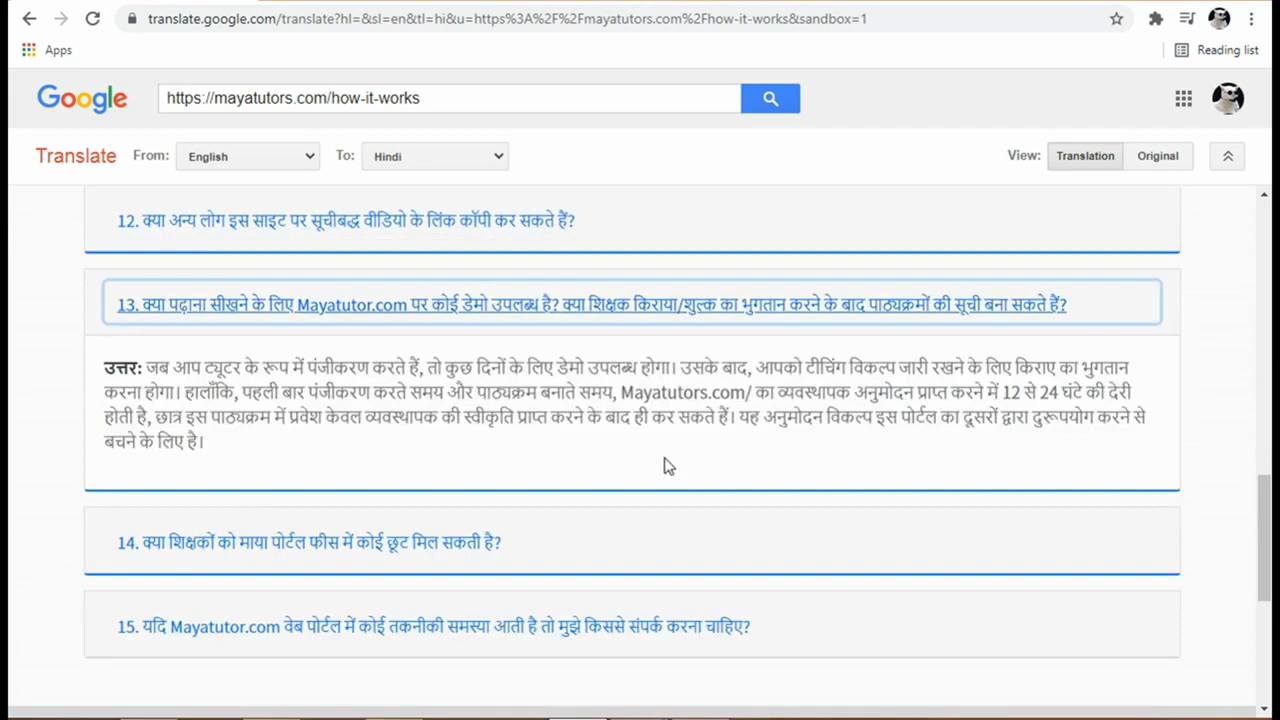 translate.google.com/translate?hl=&sl=en&tl=hi&u=https%3A%2F%2Fmayatutors.com%2Fhow-it-works&sandbox=1
Apps
Reading list
Google
https://mayatutors.com/how-it-works
Translate From: English To: Hindi View: Translation Original
12. क्या अन्य लोग इस साइट पर सूचीबद्ध वीडियो के लिंक कॉपी कर सकते हैं?
13. क्या पढ़ाना सीखने के लिए Mayatutor.com पर कोई डेमो उपलब्ध है? क्या शिक्षक किराया/शुल्क का भुगतान करने के बाद पाठ्यक्रमों की सूची बना सकते हैं?
उत्तर: जब आप ट्यूटर के रूप में पंजीकरण करते हैं, तो कुछ दिनों के लिए डेमो उपलब्ध होगा। उसके बाद, आपको टीचिंग विकल्प जारी रखने के लिए किराए का भुगतान
करना होगा। हालाँकि, पहली बार पंजीकरण करते समय और पाठ्यक्रम बनाते समय, Mayatutors.com/ का व्यवस्थापक अनुमोदन प्राप्त करने में 12 से 24 घंटे की देरी
होती है, छात्र इस पाठ्यक्रम में प्रवेश केवल व्यवस्थापक की स्वीकृति प्राप्त करने के बाद ही कर सकते हैं। यह अनुमोदन विकल्प इस पोर्टल का दूसरों द्वारा दुरूपयोग करने से
बचने के लिए है।
14. क्या शिक्षकों को माया पोर्टल फीस में कोई छूट मिल सकती है?
15. यदि Mayatutor.com वेब पोर्टल में कोई तकनीकी समस्या आती है तो मुझे किससे संपर्क करना चाहिए?